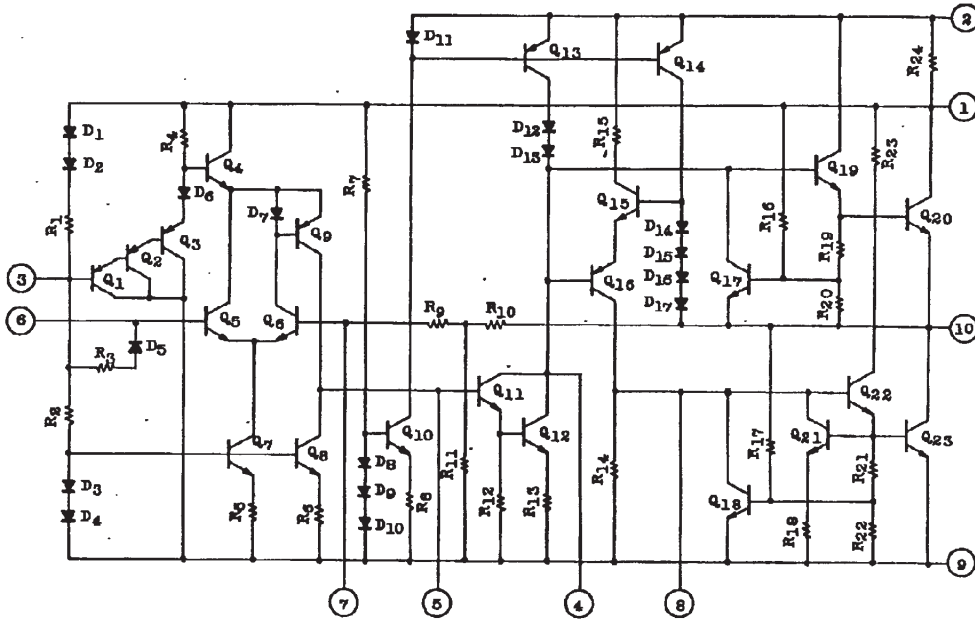 2
D11
Q13
Q14
R24
1
D1
R4
D12
R15
D2
Q4
D13
R23
R7
Q19
D6
D7
Q15
R16
Q3
Q9
D14
Q20
R1
Q2
R19
D15
3
Q1
Q16
D16
Q17
R9
R10
D17
R20
6
Q5
Q6
10
R3
D5
Q11
Q22
R2
Q7
Q8
Q10
Q12
R17
Q21
Q23
D8
R11
R14
R21
D3
D9
R8
R12
R13
Q18
D4
R5
R6
D10
R18
R22
9
7
5
4
8